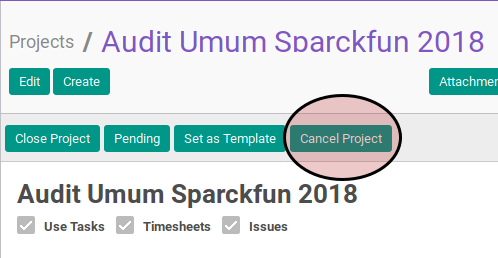 Projects / Audit Umum Sparckfun 2018
Edit Create Attachmen
Close Project Pending Set as Template Cancel Project
Audit Umum Sparckfun 2018
Use Tasks Timesheets Issues